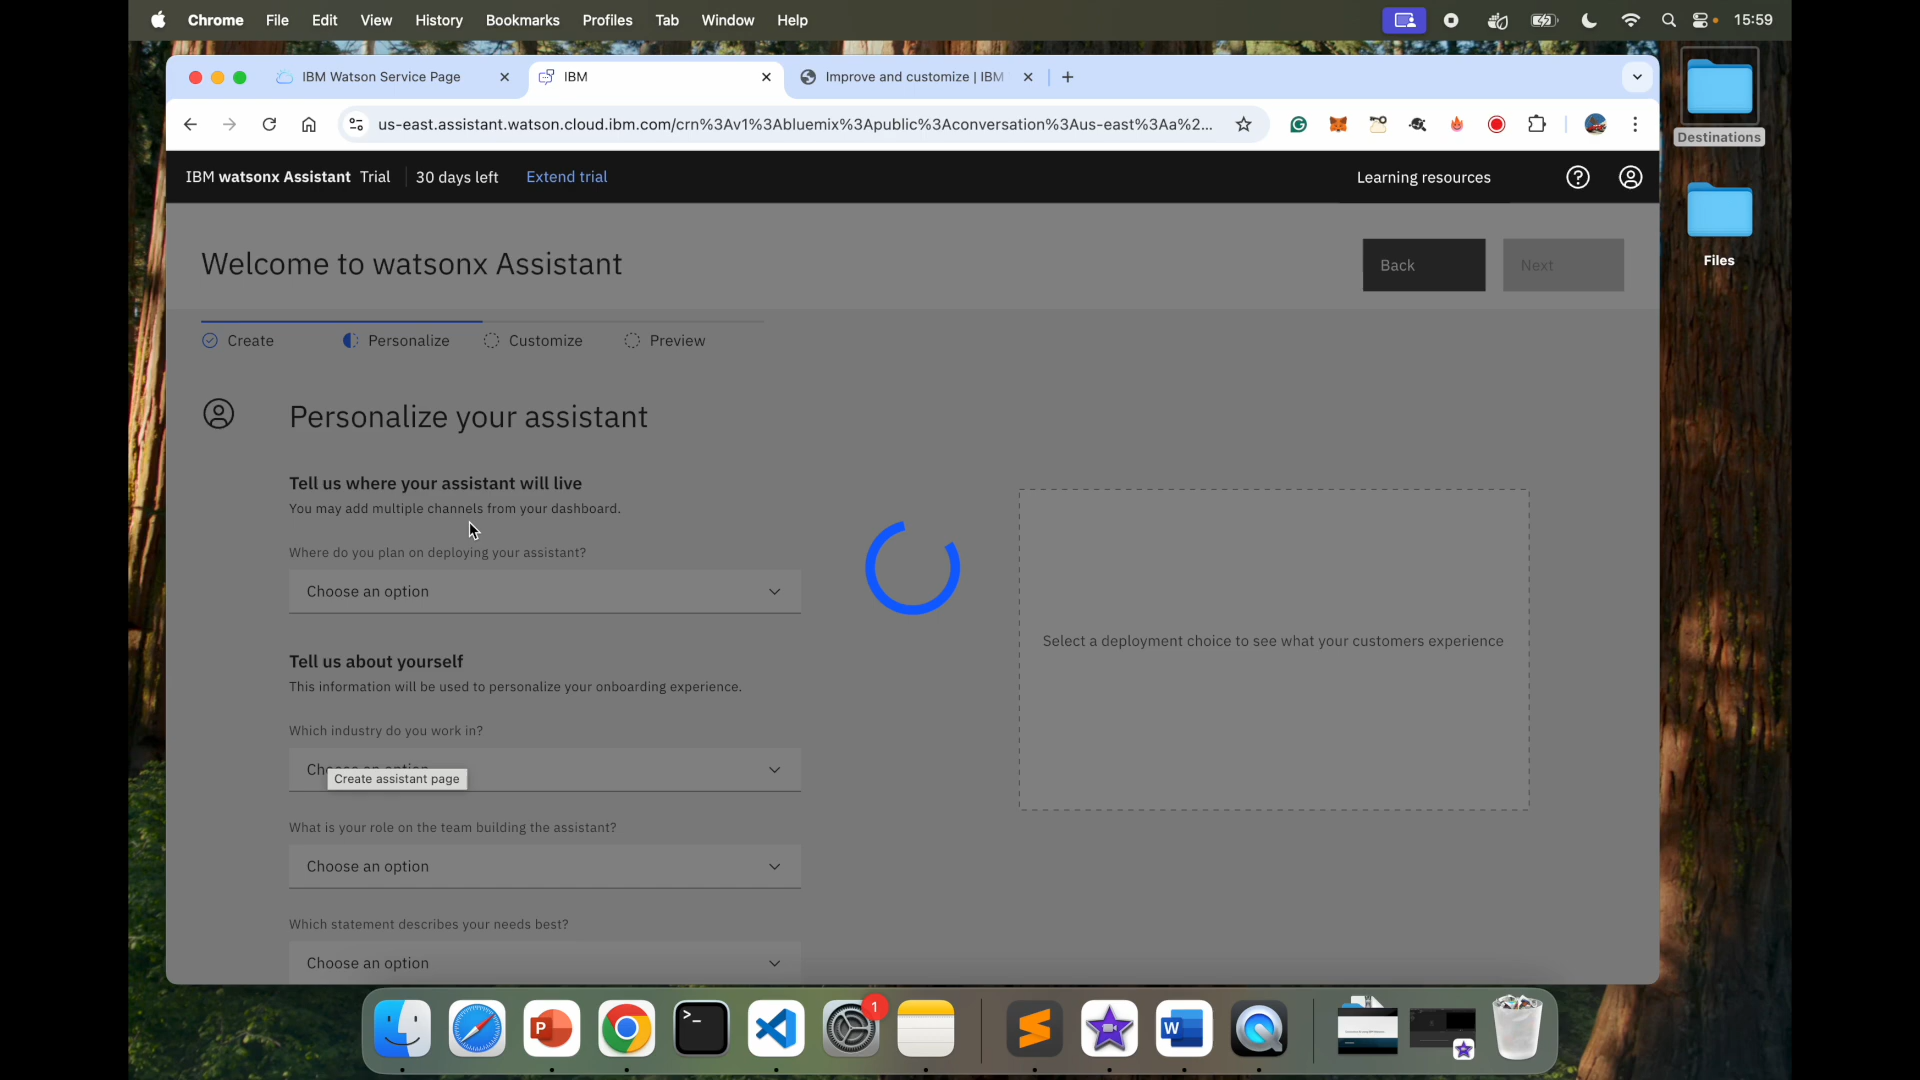 Chrome File Edit View History Bookmarks Profiles Tab Window Help 15:59
IBM Watson Service Page IBM Improve and customize | IBM
us-east.assistant.watson.cloud.ibm.com/crn%3Av1%3Abluemix%3Apublic%3Aconversation%3Aus-east%3Aa%2...
Destinations
Files
IBM watsonx Assistant Trial 30 days left Extend trial Learning resources
Welcome to watsonx Assistant Back Next
Create Personalize Customize Preview
Personalize your assistant
Tell us where your assistant will live
You may add multiple channels from your dashboard.
Where do you plan on deploying your assistant?
Choose an option
Select a deployment choice to see what your customers experience
Tell us about yourself
This information will be used to personalize your onboarding experience.
Which industry do you work in?
Create assistant page
What is your role on the team building the assistant?
Choose an option
Which statement describes your needs best?
Choose an option
1
P
W